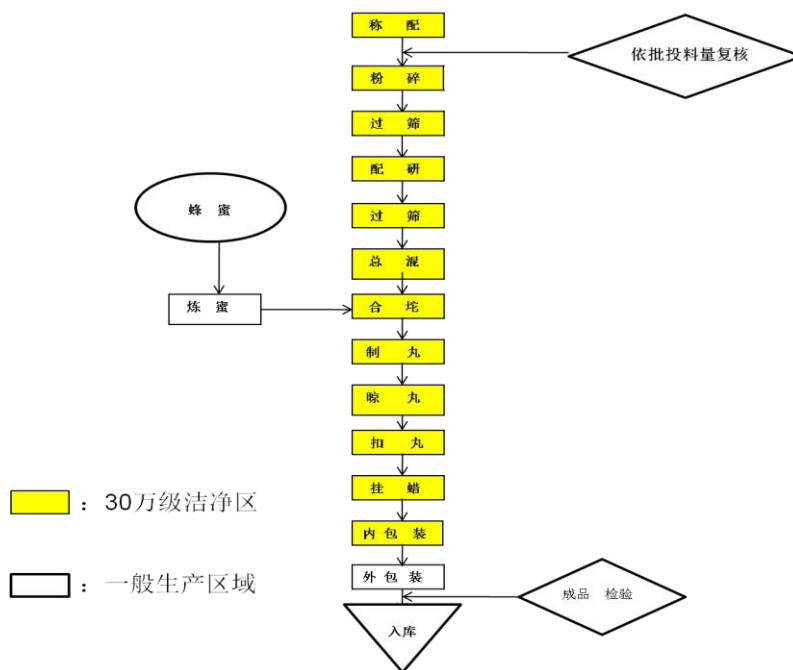 称 配
依批投料量复核
粉 碎
过 筛
配 研
蜂 蜜
过 筛
总 混
炼 蜜
合 坨
制 丸
晾 丸
扣 丸
挂 蜡
：30万级洁净区
内 包 装
外 包 装
：一般生产区域
成品 检验
入库